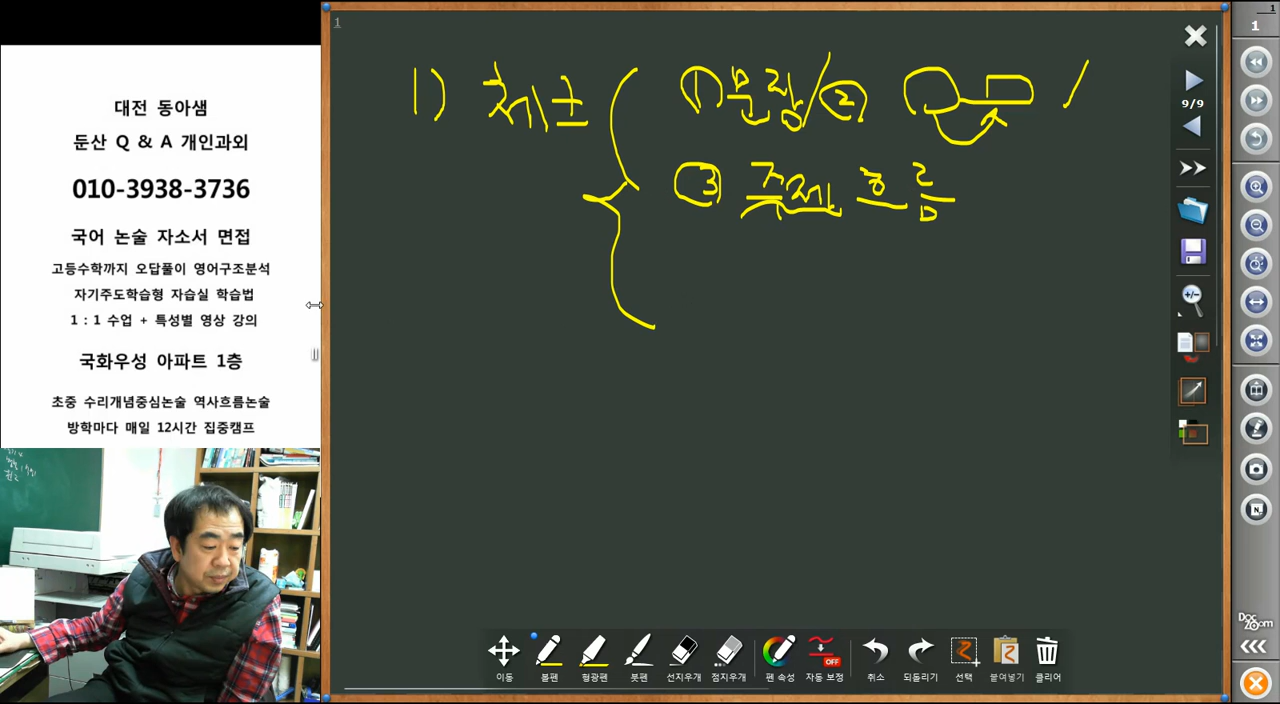 대전 동아샘
둔산 Q & A 개인과외
010-3938-3736
국어 논술 자소서 면접
고등수학까지 오답풀이 영어구조분석
자기주도학습형 자습실 학습법
1 : 1 수업 + 특성별 영상 강의
국화우성 아파트 1층
초중 수리개념중심논술 역사흐름논술
방학마다 매일 12시간 집중캠프
1
1) 체크 ① 문장 / ② /
③ 주제 흐름
9/9
1
1
Doc Zoom
OFF
이동 볼펜 형광펜 붓펜 선지우개 점지우개 펜 속성 자동 보정 취소 되돌리기 선택 붙여넣기 클리어